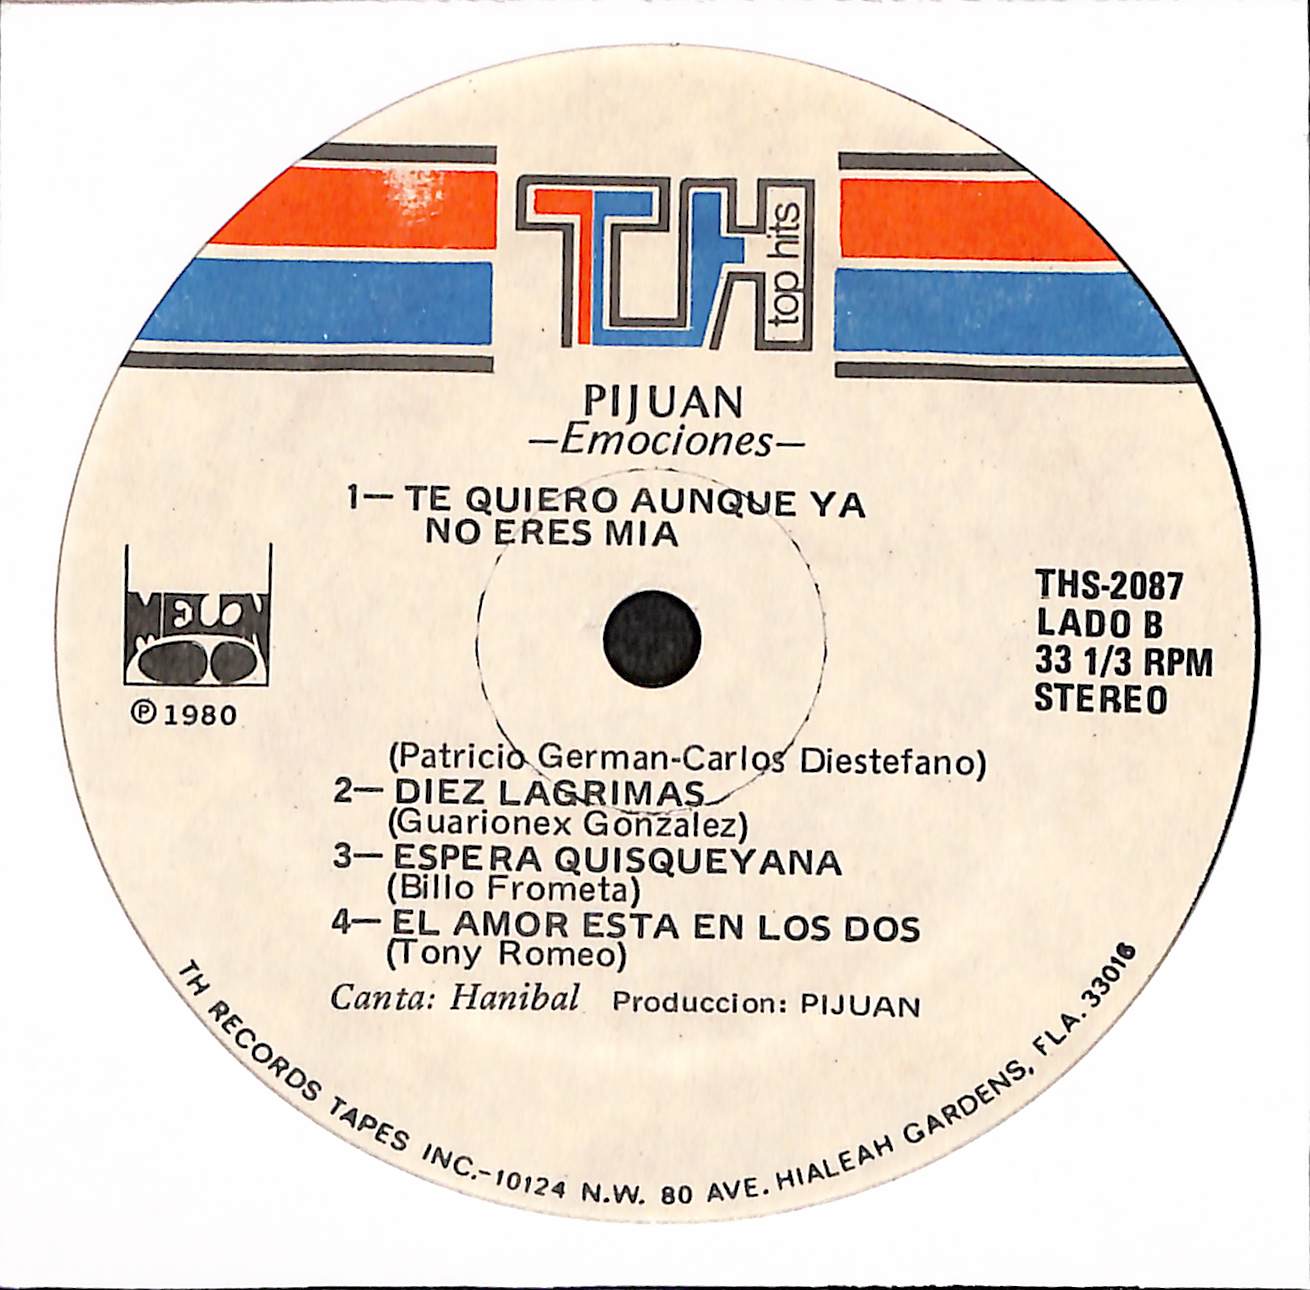 TH
top hits
PIJUAN
—Emociones—
1— TE QUIERO AUNQUE YA
NO ERES MIA
MELON
℗ 1980
THS-2087
LADO B
33 1/3 RPM
STEREO
(Patricio German-Carlos Diestefano)
2— DIEZ LAGRIMAS
(Guarionex Gonzalez)
3— ESPERA QUISQUEYANA
(Billo Frometa)
4— EL AMOR ESTA EN LOS DOS
(Tony Romeo)
Canta: Hanibal Produccion: PIJUAN
TH RECORDS TAPES INC.-10124 N.W. 80 AVE. HIALEAH GARDENS, FLA. 33016